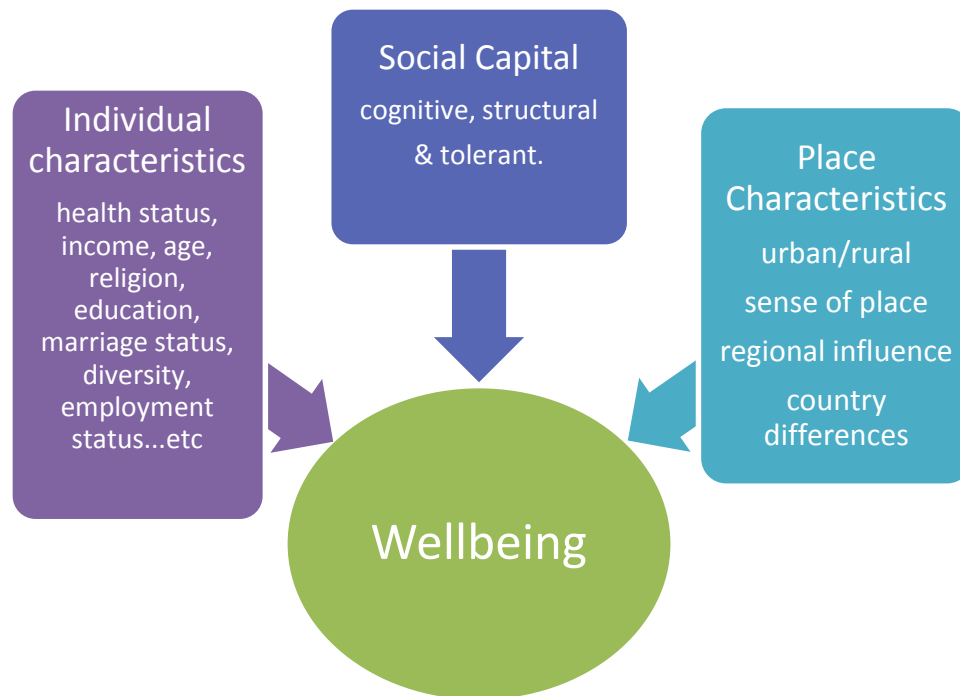 Individual
characteristics
health status,
income, age,
religion,
education,
marriage status,
diversity,
employment
status...etc
Social Capital
cognitive, structural
& tolerant.
Place
Characteristics
urban/rural
sense of place
regional influence
country
differences
Wellbeing